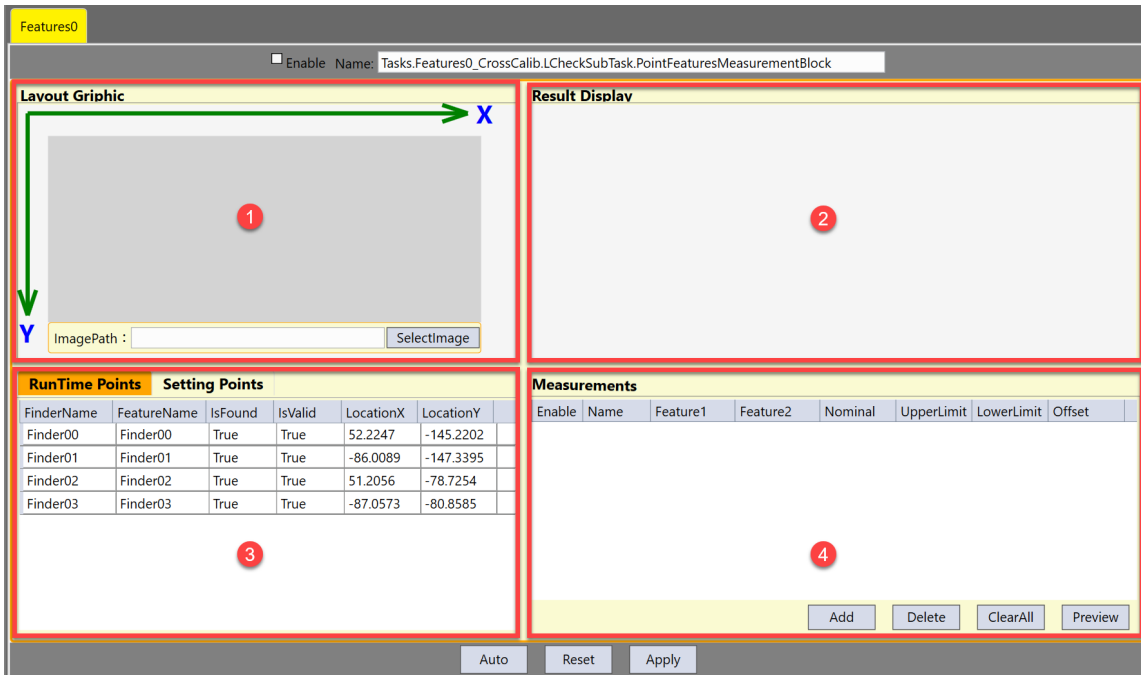 Features0
Enable Name: Tasks.Features0_CrossCalib.LCheckSubTask.PointFeaturesMeasurementBlock
Layout Griphic
X
1
Y
ImagePath : SelectImage
Result Display
2
RunTime Points Setting Points
FinderName FeatureName IsFound IsValid LocationX LocationY
Finder00 Finder00 True True 52.2247 -145.2202
Finder01 Finder01 True True -86.0089 -147.3395
Finder02 Finder02 True True 51.2056 -78.7254
Finder03 Finder03 True True -87.0573 -80.8585
3
Measurements
Enable Name Feature1 Feature2 Nominal UpperLimit LowerLimit Offset
4
Add Delete ClearAll Preview
Auto Reset Apply